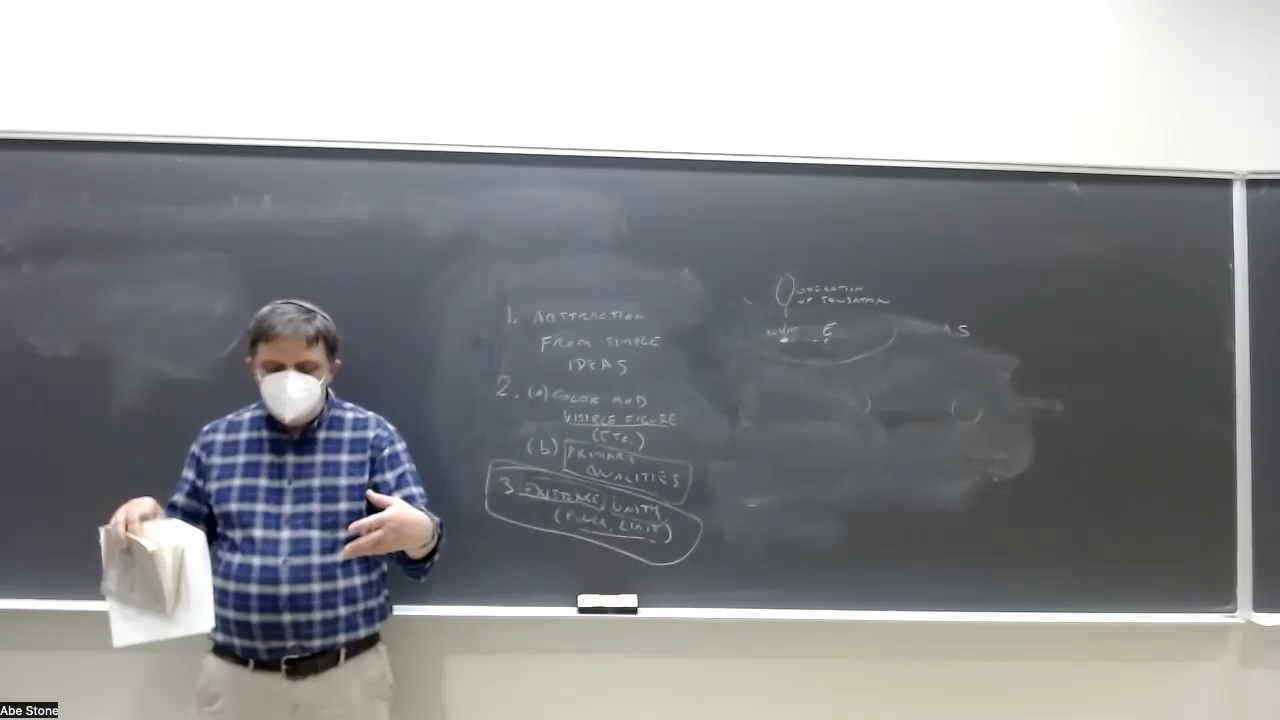 1. ABSTRACTION
FROM SIMPLE
IDEAS
2. (a) COLOR AND
VISIBLE FIGURE
(ETC.)
(b) PRIMARY
QUALITIES
3. EXISTENCE, UNITY
(POWER, LIMIT)
OPERATION
OF SENSATION
E
S
Abe Stone